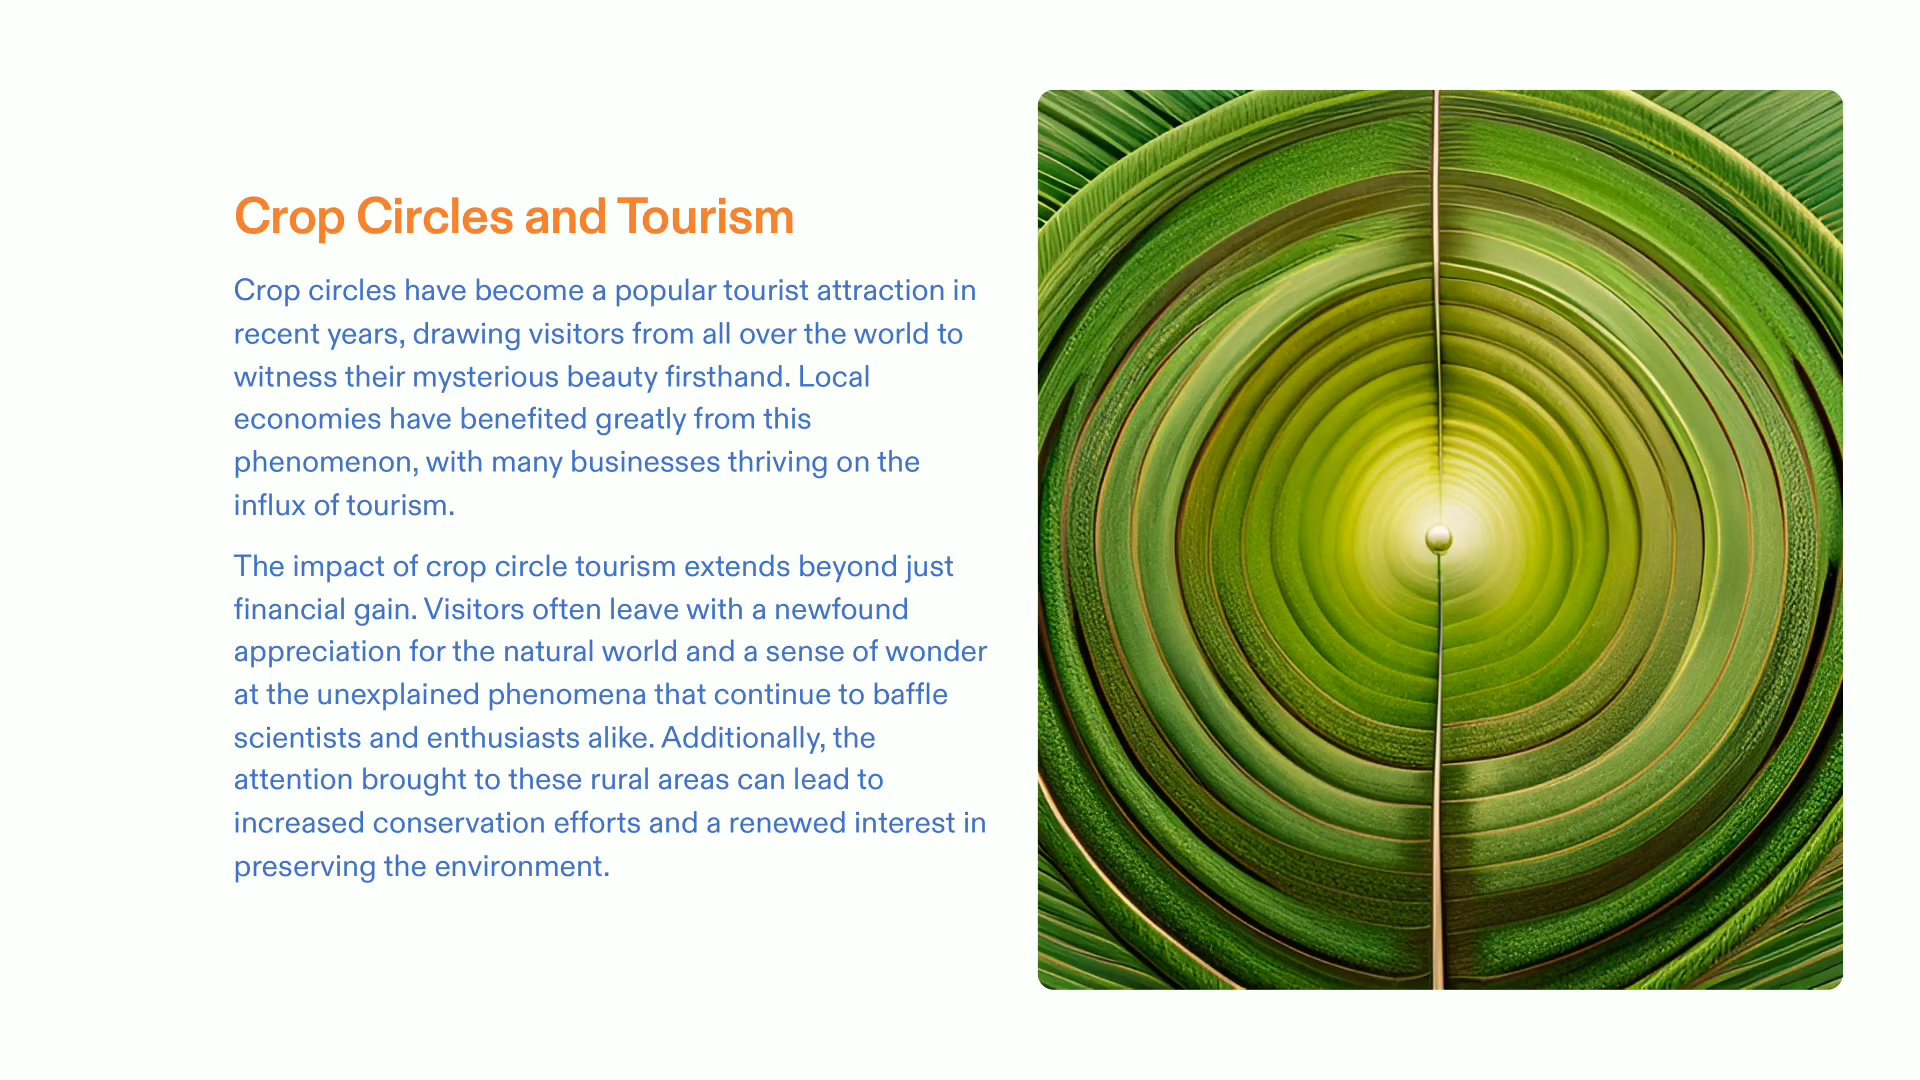 Crop Circles and Tourism
Crop circles have become a popular tourist attraction in
recent years, drawing visitors from all over the world to
witness their mysterious beauty firsthand. Local
economies have benefited greatly from this
phenomenon, with many businesses thriving on the
influx of tourism.
The impact of crop circle tourism extends beyond just
financial gain. Visitors often leave with a newfound
appreciation for the natural world and a sense of wonder
at the unexplained phenomena that continue to baffle
scientists and enthusiasts alike. Additionally, the
attention brought to these rural areas can lead to
increased conservation efforts and a renewed interest in
preserving the environment.